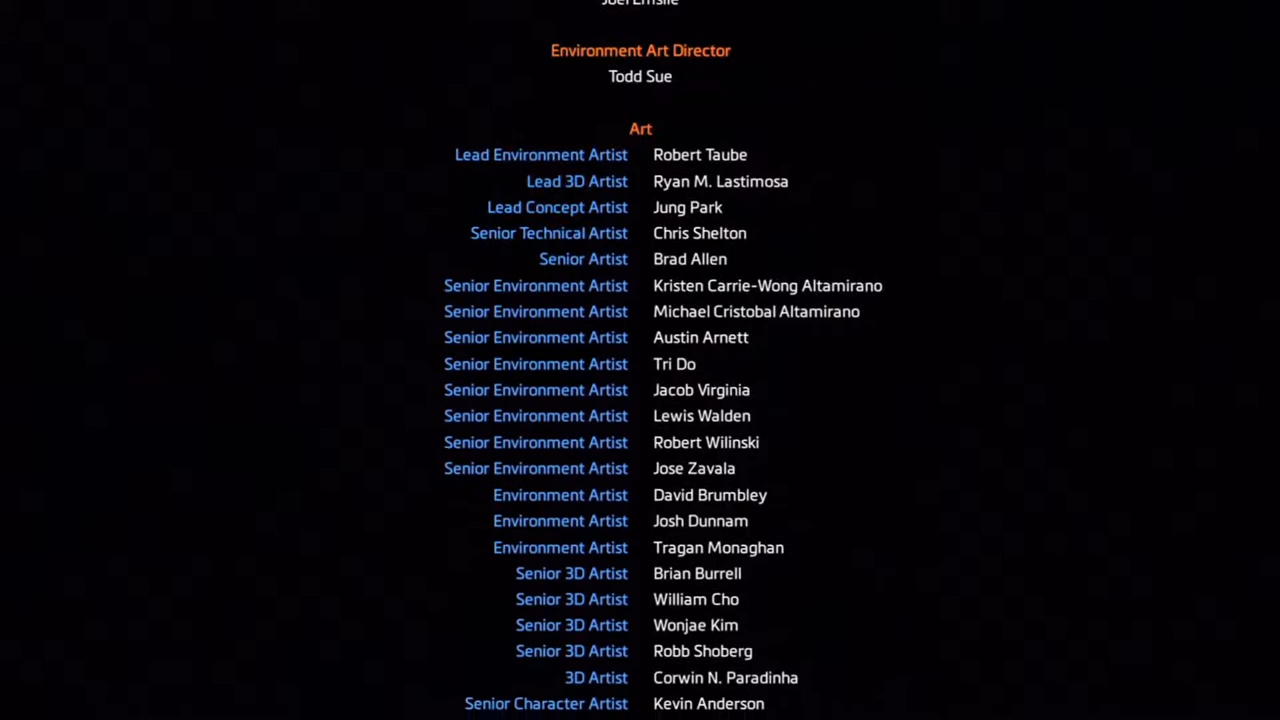 Environment Art Director
Todd Sue
Art
Lead Environment Artist Robert Taube
Lead 3D Artist Ryan M. Lastimosa
Lead Concept Artist Jung Park
Senior Technical Artist Chris Shelton
Senior Artist Brad Allen
Senior Environment Artist Kristen Carrie-Wong Altamirano
Senior Environment Artist Michael Cristobal Altamirano
Senior Environment Artist Austin Arnett
Senior Environment Artist Tri Do
Senior Environment Artist Jacob Virginia
Senior Environment Artist Lewis Walden
Senior Environment Artist Robert Wilinski
Senior Environment Artist Jose Zavala
Environment Artist David Brumbley
Environment Artist Josh Dunnam
Environment Artist Tragan Monaghan
Senior 3D Artist Brian Burrell
Senior 3D Artist William Cho
Senior 3D Artist Wonjae Kim
Senior 3D Artist Robb Shoberg
3D Artist Corwin N. Paradinha
Senior Character Artist Kevin Anderson